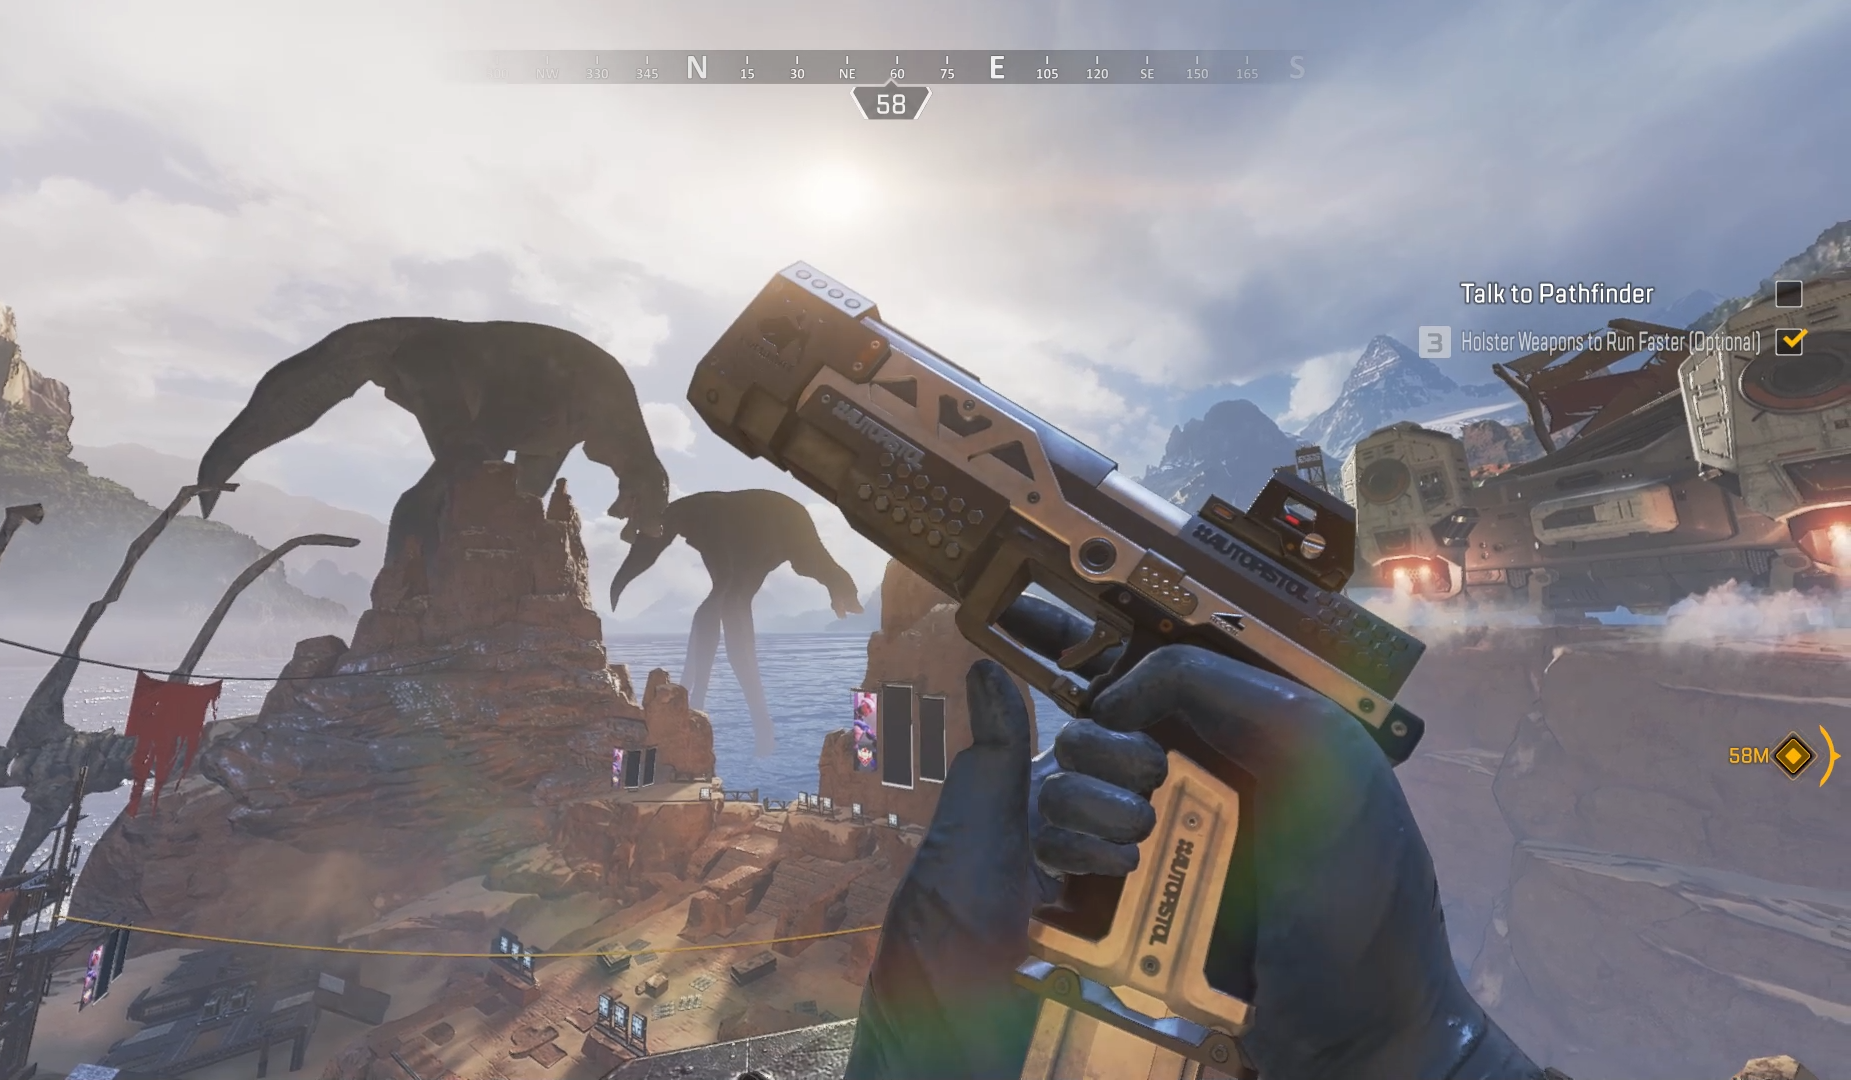 NW 330 345 N 15 30 NE 60 75 E 105 120 SE 150 165 S
58
Talk to Pathfinder
3 Holster Weapons to Run Faster (Optional)
AUTOPISTOL
AUTOPISTOL
58M
AUTOPISTOL